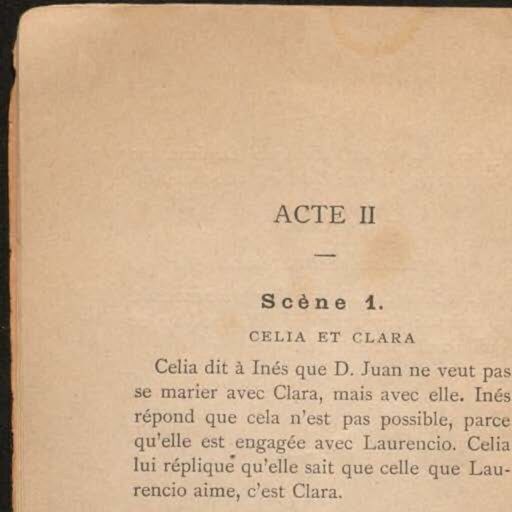 ACTE II
Scène 1.
CELIA ET CLARA
Celia dit à Inés que D. Juan ne veut pas
se marier avec Clara, mais avec elle. Inés
répond que cela n'est pas possible, parce
qu'elle est engagée avec Laurencio. Celia
lui réplique qu'elle sait que celle que Lau-
rencio aime, c'est Clara.